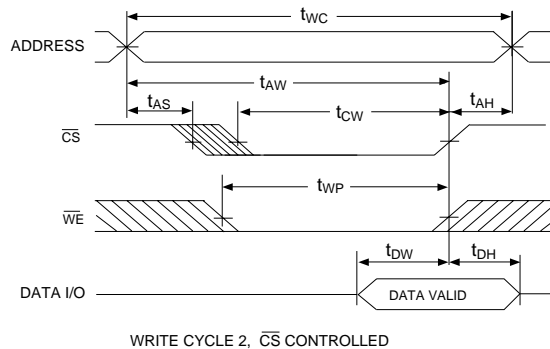 tWC
ADDRESS
tAW
tAS
tCW
tAH
CS
tWP
WE
tDW
tDH
DATA I/O
DATA VALID
WRITE CYCLE 2, CS CONTROLLED